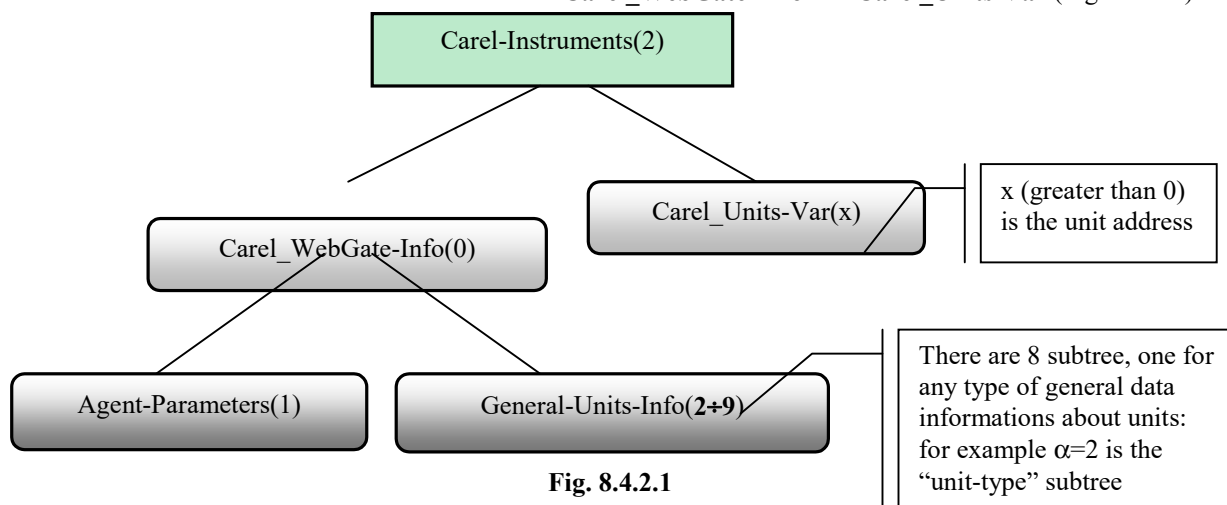 Carel-Instruments(2)
Carel_Units-Var(x)
x (greater than 0)
is the unit address
Carel_WebGate-Info(0)
Agent-Parameters(1)
General-Units-Info(2÷9)
There are 8 subtree, one for
any type of general data
informations about units:
for example α=2 is the
“unit-type” subtree
Fig. 8.4.2.1